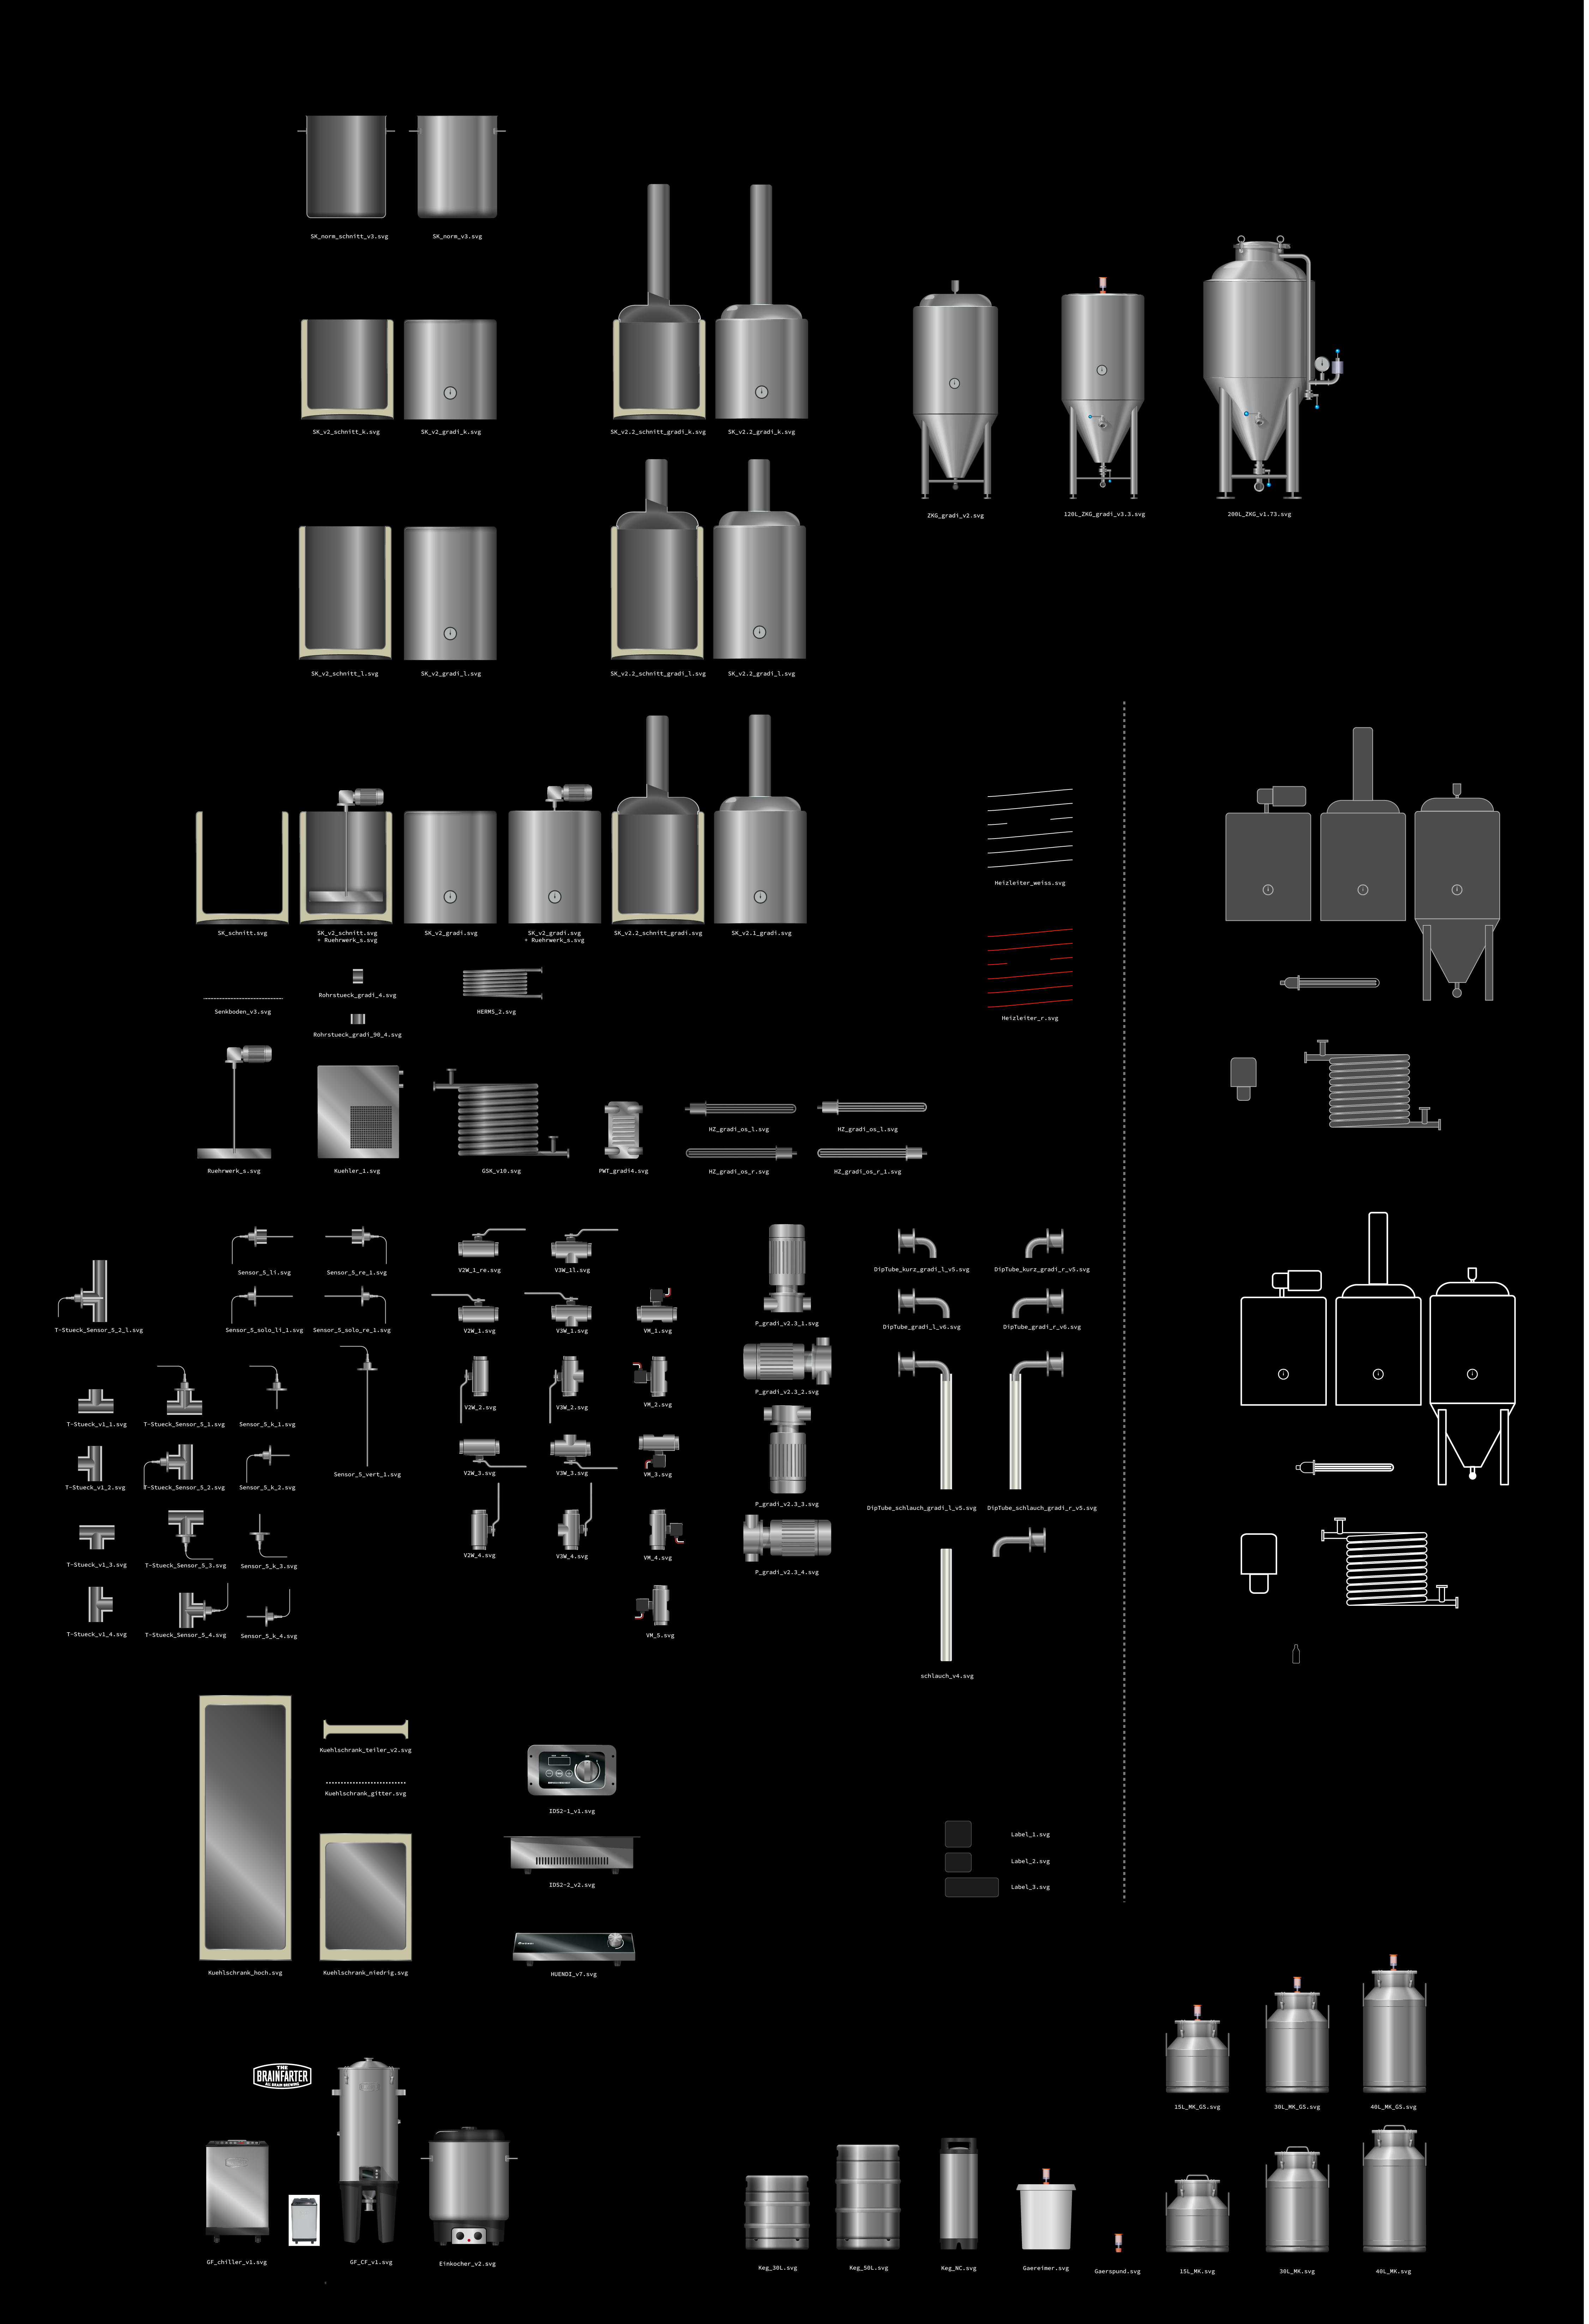 SK_norm_schnitt_v3.svg
SK_norm_v3.svg
SK_v2_schnitt_k.svg
SK_v2_gradi_k.svg
SK_v2.2_schnitt_gradi_k.svg
SK_v2.2_gradi_k.svg
ZKG_gradi_v2.svg
120L_ZKG_gradi_v3.3.svg
200L_ZKG_v1.73.svg
SK_v2_schnitt_l.svg
SK_v2_gradi_l.svg
SK_v2.2_schnitt_gradi_l.svg
SK_v2.2_gradi_l.svg
Heizleiter_weiss.svg
SK_schnitt.svg
SK_v2_schnitt.svg
+ Ruehrwerk_s.svg
SK_v2_gradi.svg
SK_v2_gradi.svg
+ Ruehrwerk_s.svg
SK_v2.2_schnitt_gradi.svg
SK_v2.1_gradi.svg
Rohrstueck_gradi_4.svg
Senkboden_v3.svg
HERMS_2.svg
Heizleiter_r.svg
Rohrstueck_gradi_90_4.svg
HZ_gradi_os_l.svg
HZ_gradi_os_l.svg
Ruehrwerk_s.svg
Kuehler_1.svg
GSK_v10.svg
PWT_gradi4.svg
HZ_gradi_os_r.svg
HZ_gradi_os_r_1.svg
Sensor_5_li.svg
Sensor_5_re_1.svg
V2W_1_re.svg
V3W_1l.svg
DipTube_kurz_gradi_l_v5.svg
DipTube_kurz_gradi_r_v5.svg
T-Stueck_Sensor_5_2_l.svg
Sensor_5_solo_li_1.svg
Sensor_5_solo_re_1.svg
V2W_1.svg
V3W_1.svg
VM_1.svg
P_gradi_v2.3_1.svg
DipTube_gradi_l_v6.svg
DipTube_gradi_r_v6.svg
T-Stueck_v1_1.svg
T-Stueck_Sensor_5_1.svg
Sensor_5_k_1.svg
V2W_2.svg
V3W_2.svg
VM_2.svg
P_gradi_v2.3_2.svg
Sensor_5_vert_1.svg
T-Stueck_v1_2.svg
T-Stueck_Sensor_5_2.svg
Sensor_5_k_2.svg
V2W_3.svg
V3W_3.svg
VM_3.svg
P_gradi_v2.3_3.svg
DipTube_schlauch_gradi_l_v5.svg
DipTube_schlauch_gradi_r_v5.svg
T-Stueck_v1_3.svg
T-Stueck_Sensor_5_3.svg
Sensor_5_k_3.svg
V2W_4.svg
V3W_4.svg
VM_4.svg
P_gradi_v2.3_4.svg
T-Stueck_v1_4.svg
T-Stueck_Sensor_5_4.svg
Sensor_5_k_4.svg
VM_5.svg
schlauch_v4.svg
Kuehlschrank_teiler_v2.svg
Kuehlschrank_gitter.svg
IDS2-1_v1.svg
Label_1.svg
Label_2.svg
IDS2-2_v2.svg
Label_3.svg
Kuehlschrank_hoch.svg
Kuehlschrank_niedrig.svg
HUENDI_v7.svg
THE
BRAINFARTER
ALL GRAIN BREWING
15L_MK_GS.svg
30L_MK_GS.svg
40L_MK_GS.svg
GF_chiller_v1.svg
GF_CF_v1.svg
Einkocher_v2.svg
Keg_30L.svg
Keg_50L.svg
Keg_NC.svg
Gaereimer.svg
Gaerspund.svg
15L_MK.svg
30L_MK.svg
40L_MK.svg